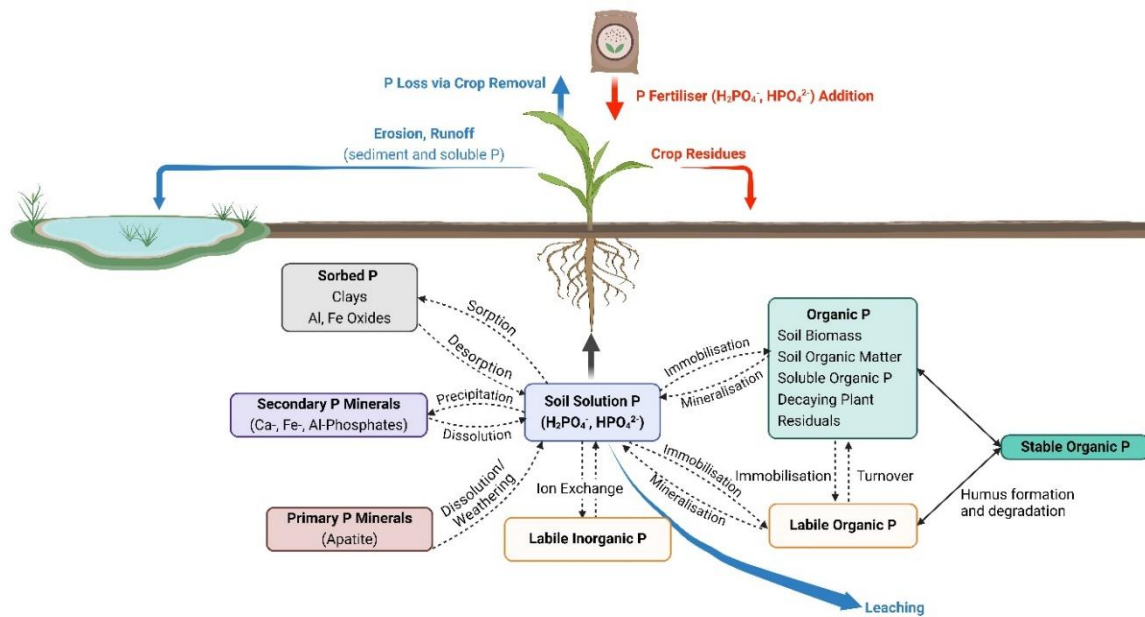 P Loss via Crop Removal
P Fertiliser (H₂PO₄⁻, HPO₄²⁻) Addition
Erosion, Runoff
(sediment and soluble P)
Crop Residues
Sorbed P
Clays
Al, Fe Oxides
Sorption
Desorption
Organic P
Soil Biomass
Soil Organic Matter
Soluble Organic P
Decaying Plant
Residuals
Immobilisation
Mineralisation
Secondary P Minerals
(Ca-, Fe-, Al-Phosphates)
Precipitation
Dissolution
Soil Solution P
(H₂PO₄⁻, HPO₄²⁻)
Stable Organic P
Immobilisation
Mineralisation
Immobilisation
Turnover
Dissolution/
Weathering
Ion Exchange
Humus formation
and degradation
Primary P Minerals
(Apatite)
Labile Inorganic P
Labile Organic P
Leaching